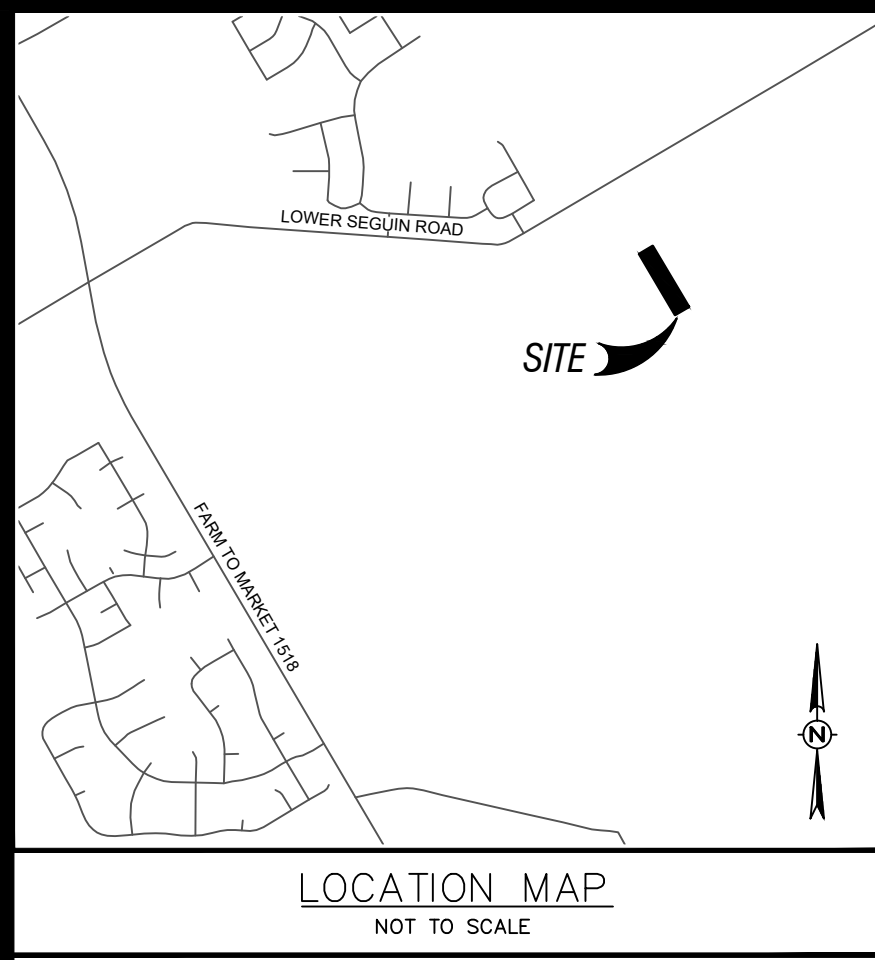 LOWER SEGUIN ROAD
SITE
FARM TO MARKET 1518
N
LOCATION MAP
NOT TO SCALE